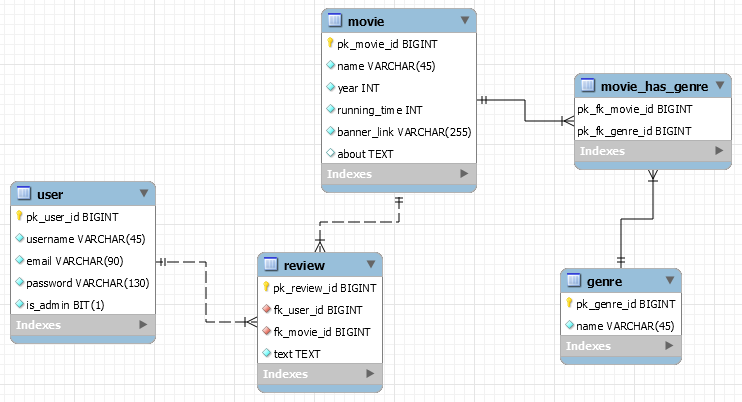 movie
pk_movie_id BIGINT
name VARCHAR(45)
year INT
running_time INT
banner_link VARCHAR(255)
about TEXT
Indexes
movie_has_genre
pk_fk_movie_id BIGINT
pk_fk_genre_id BIGINT
Indexes
user
pk_user_id BIGINT
username VARCHAR(45)
email VARCHAR(90)
password VARCHAR(130)
is_admin BIT(1)
Indexes
review
pk_review_id BIGINT
fk_user_id BIGINT
fk_movie_id BIGINT
text TEXT
Indexes
genre
pk_genre_id BIGINT
name VARCHAR(45)
Indexes